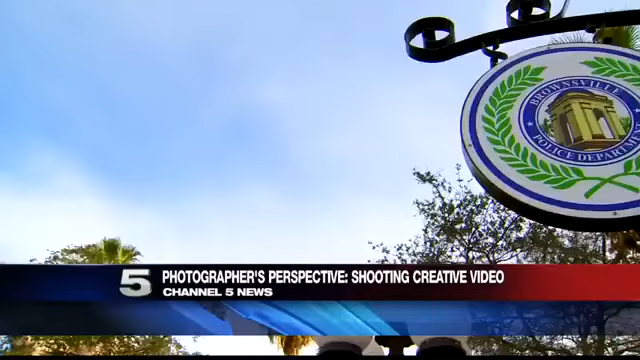 BROWNSVILLE
POLICE DEPARTMENT
5 PHOTOGRAPHER'S PERSPECTIVE: SHOOTING CREATIVE VIDEO
CHANNEL 5 NEWS